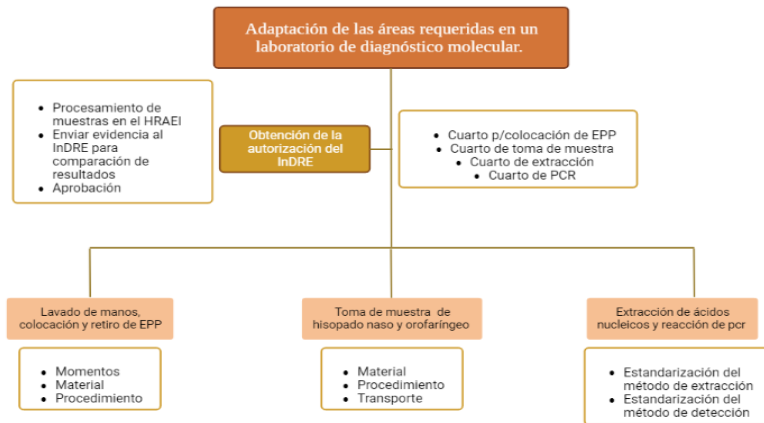 Adaptación de las áreas requeridas en un
laboratorio de diagnóstico molecular.
• Procesamiento de
muestras en el HRAEI
• Enviar evidencia al
InDRE para
comparación de
resultados
• Aprobación
Obtención de la
autorización del
InDRE
• Cuarto p/colocación de EPP
• Cuarto de toma de muestra
• Cuarto de extracción
• Cuarto de PCR
Lavado de manos,
colocación y retiro de EPP
• Momentos
• Material
• Procedimiento
Toma de muestra de
hisopado naso y orofaríngeo
• Material
• Procedimiento
• Transporte
Extracción de ácidos
nucleicos y reacción de pcr
• Estandarización del
método de extracción
• Estandarización del
método de detección